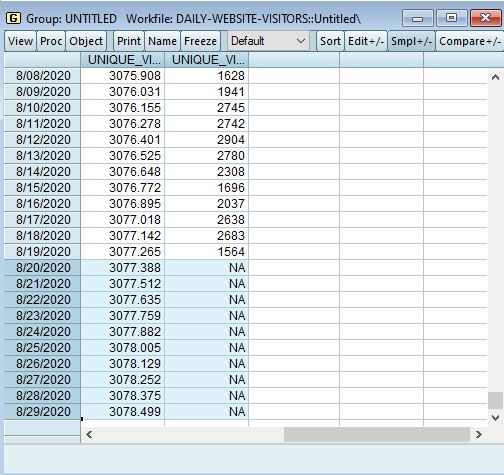 G Group: UNTITLED Workfile: DAILY-WEBSITE-VISITORS::Untitled\
View Proc Object Print Name Freeze Default Sort Edit+/- Smpl+/- Compare+/-
UNIQUE_VI... UNIQUE_VI...
8/08/2020 3075.908 1628
8/09/2020 3076.031 1941
8/10/2020 3076.155 2745
8/11/2020 3076.278 2742
8/12/2020 3076.401 2904
8/13/2020 3076.525 2780
8/14/2020 3076.648 2308
8/15/2020 3076.772 1696
8/16/2020 3076.895 2037
8/17/2020 3077.018 2638
8/18/2020 3077.142 2683
8/19/2020 3077.265 1564
8/20/2020 3077.388 NA
8/21/2020 3077.512 NA
8/22/2020 3077.635 NA
8/23/2020 3077.759 NA
8/24/2020 3077.882 NA
8/25/2020 3078.005 NA
8/26/2020 3078.129 NA
8/27/2020 3078.252 NA
8/28/2020 3078.375 NA
8/29/2020 3078.499 NA